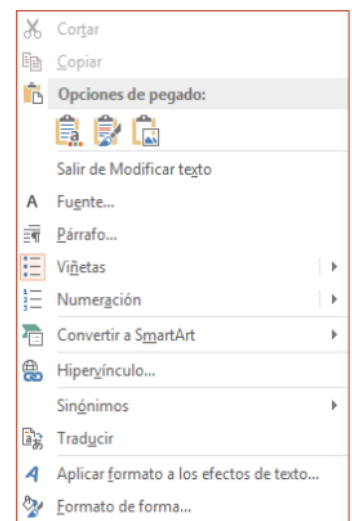 Cortar
Copiar
Opciones de pegado:
Salir de Modificar texto
Fuente...
Párrafo...
Viñetas
Numeración
Convertir a SmartArt
Hipervínculo...
Sinónimos
Traducir
Aplicar formato a los efectos de texto...
Formato de forma...